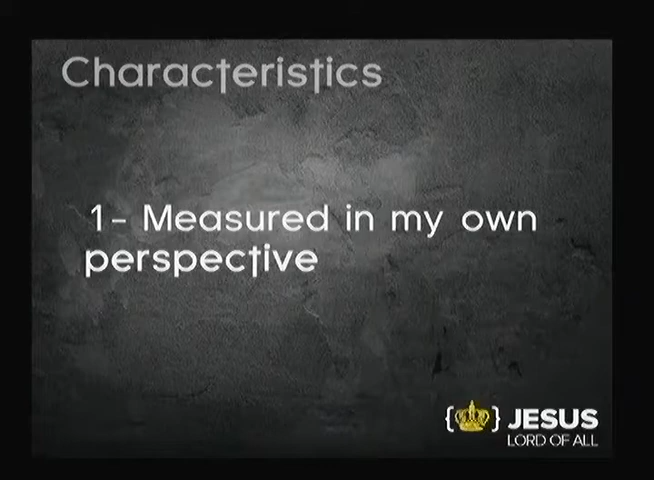 Characteristics
1- Measured in my own
perspective
{ } JESUS
LORD OF ALL